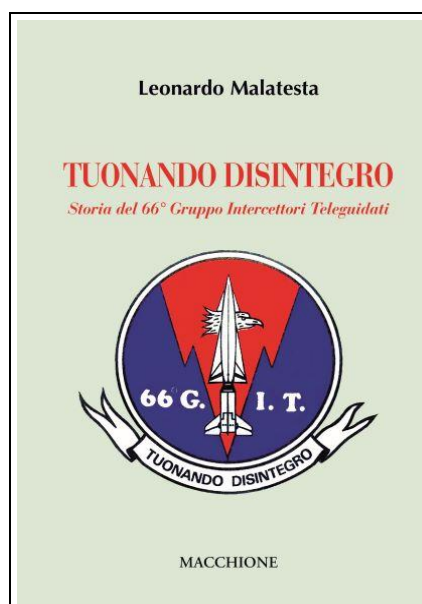 Leonardo Malatesta
TUONANDO DISINTEGRO
Storia del 66° Gruppo Intercettori Teleguidati
66° G. I. T.
TUONANDO DISINTEGRO
MACCHIONE